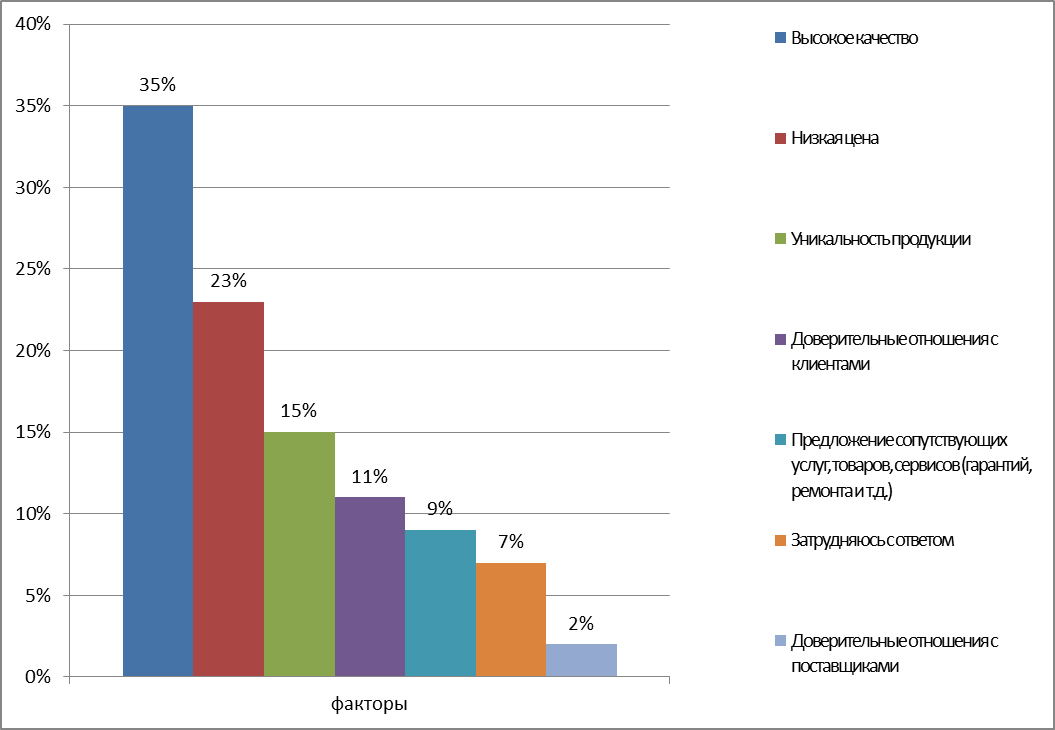 40%
35%
30%
25%
20%
15%
10%
5%
0%
35%
23%
15%
11%
9%
7%
2%
факторы
Высокое качество
Низкая цена
Уникальность продукции
Доверительные отношения с
клиентами
Предложение сопутствующих
услуг, товаров, сервисов (гарантий,
ремонта и т.д.)
Затрудняюсь с ответом
Доверительные отношения с
поставщиками